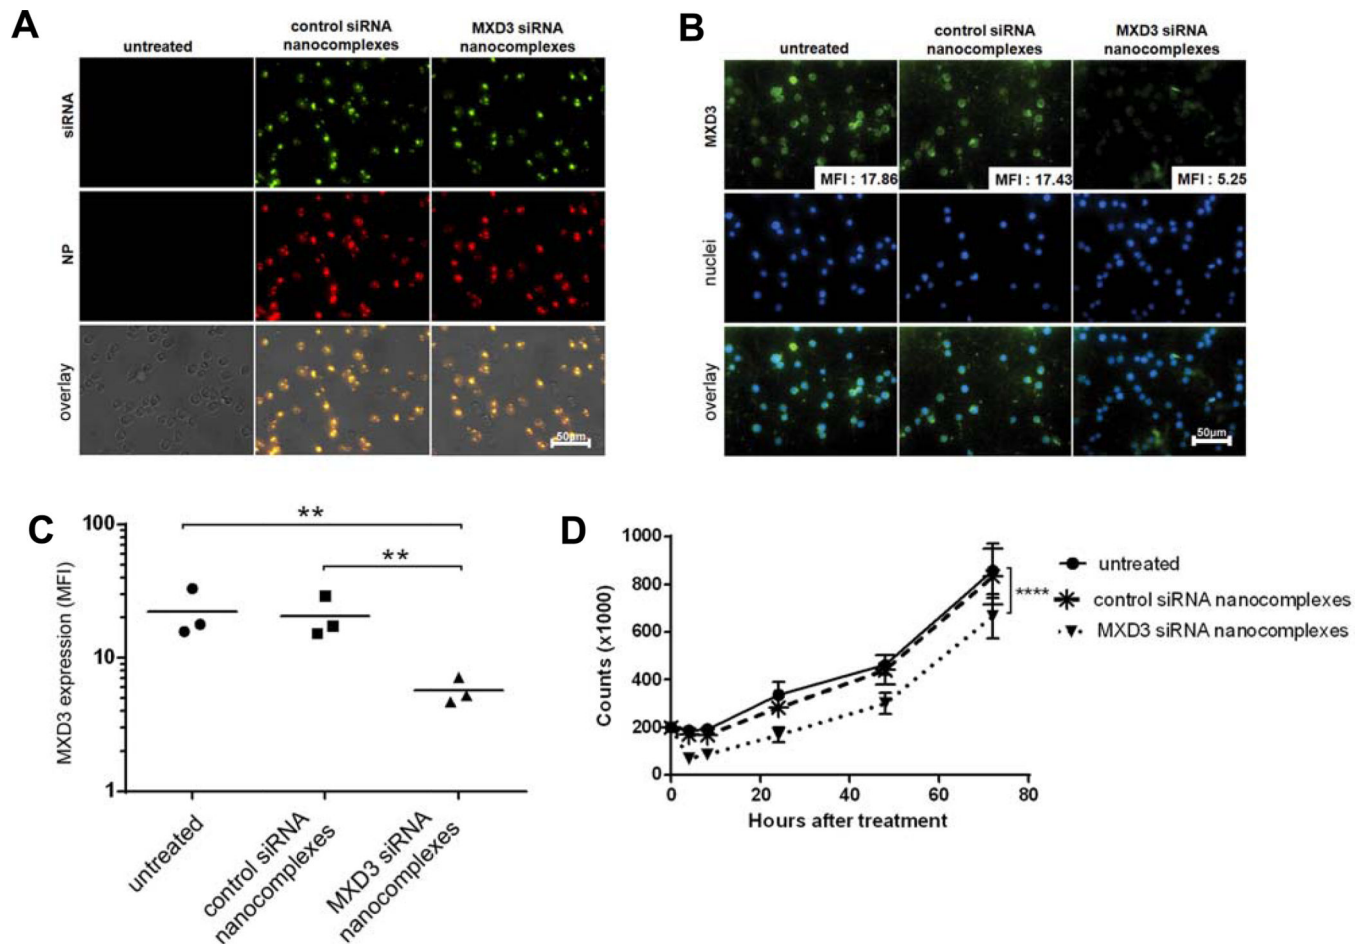 A
untreated
control siRNA
nanocomplexes
MXD3 siRNA
nanocomplexes
siRNA
NP
overlay
50µm
B
untreated
control siRNA
nanocomplexes
MXD3 siRNA
nanocomplexes
MXD3
MFI : 17.86
MFI : 17.43
MFI : 5.25
nuclei
overlay
50µm
C
**
**
MXD3 expression (MFI)
100
10
1
untreated
control siRNA
nanocomplexes
MXD3 siRNA
nanocomplexes
D
Counts (x1000)
1000
800
600
400
200
0
0 20 40 60 80
Hours after treatment
****
untreated
control siRNA nanocomplexes
MXD3 siRNA nanocomplexes